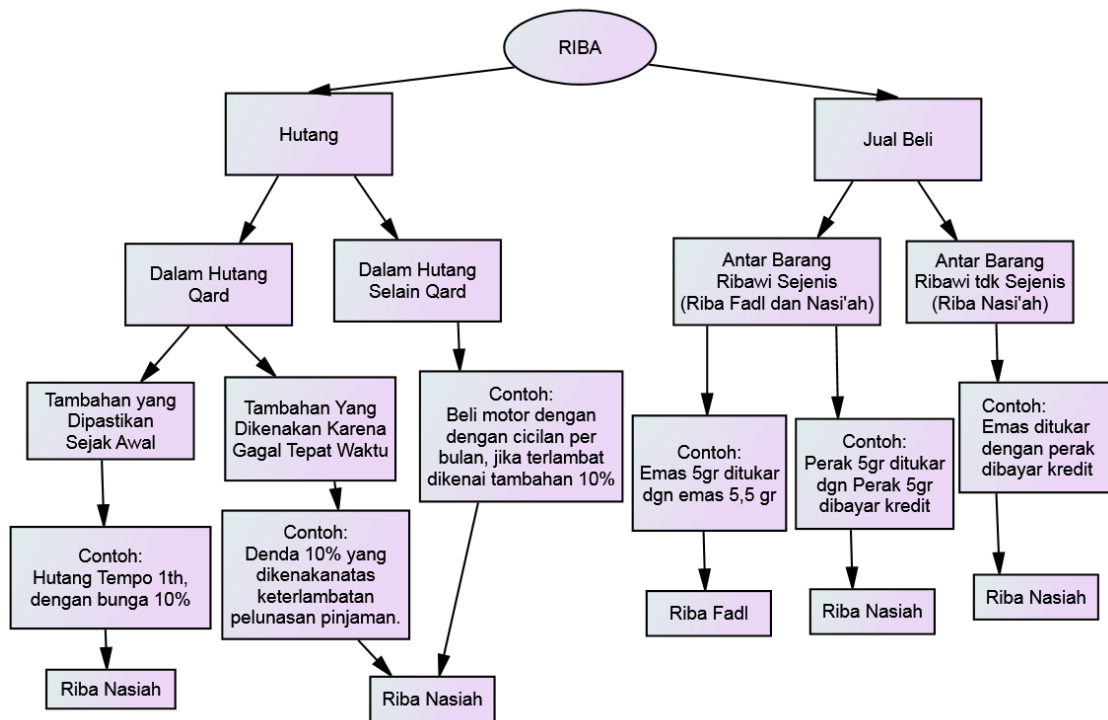 RIBA
Hutang
Jual Beli
Dalam Hutang
Qard
Dalam Hutang
Selain Qard
Antar Barang
Ribawi Sejenis
(Riba Fadl dan Nasi'ah)
Antar Barang
Ribawi tdk Sejenis
(Riba Nasi'ah)
Tambahan yang
Dipastikan
Sejak Awal
Tambahan Yang
Dikenakan Karena
Gagal Tepat Waktu
Contoh:
Beli motor dengan
dengan cicilan per
bulan, jika terlambat
dikenai tambahan 10%
Contoh:
Emas 5gr ditukar
dgn emas 5,5 gr
Contoh:
Perak 5gr ditukar
dgn Perak 5gr
dibayar kredit
Contoh:
Emas ditukar
dengan perak
dibayar kredit
Contoh:
Hutang Tempo 1th,
dengan bunga 10%
Contoh:
Denda 10% yang
dikenakanatas
keterlambatan
pelunasan pinjaman.
Riba Fadl
Riba Nasiah
Riba Nasiah
Riba Nasiah
Riba Nasiah